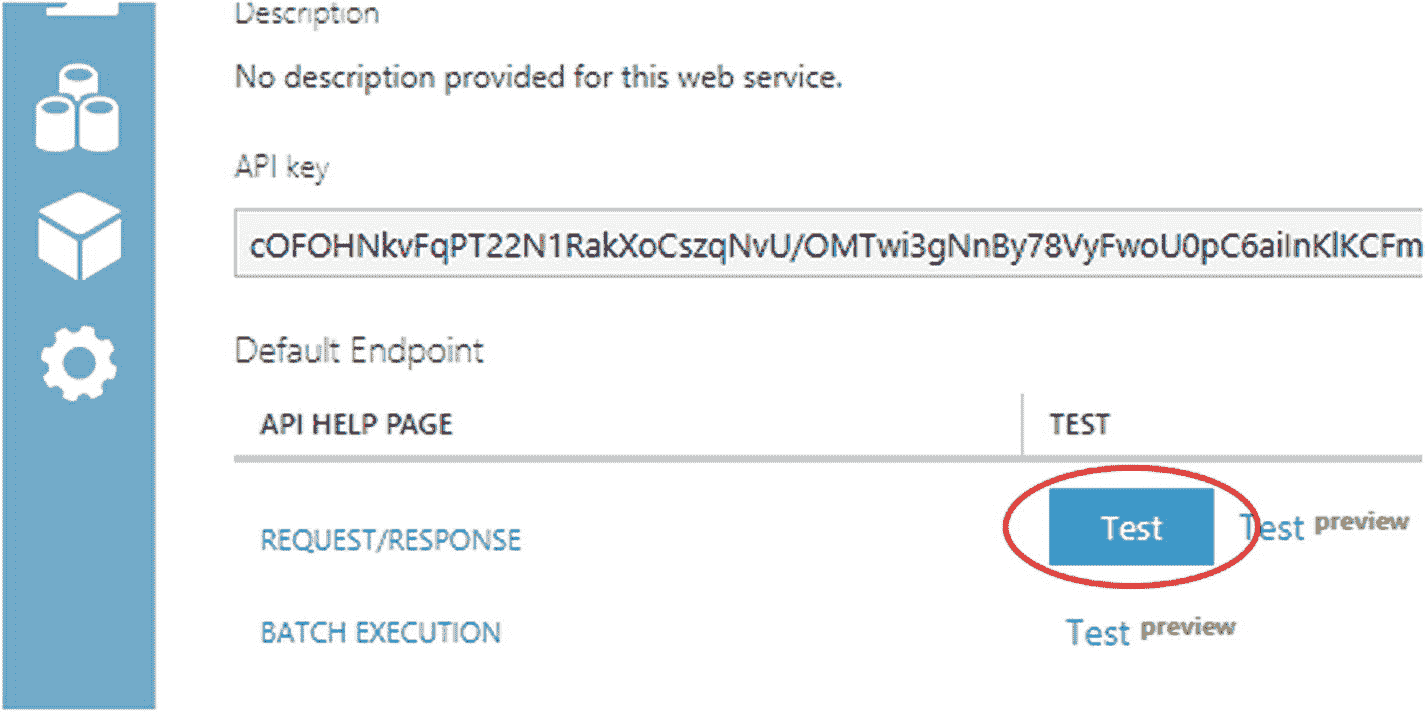 Description
No description provided for this web service.
API key
cOFOHNkvFqPT22N1RakXoCszqNvU/OMTwi3gNnBy78VyFwoU0pC6aiInKlKCFm
Default Endpoint
API HELP PAGE TEST
REQUEST/RESPONSE Test Test preview
BATCH EXECUTION Test preview